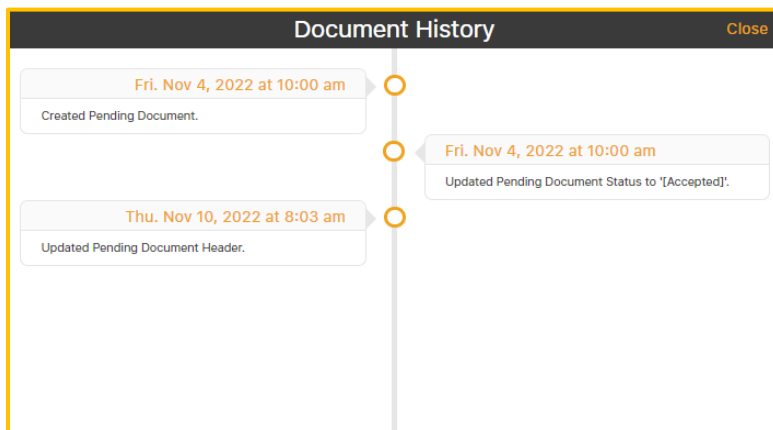 Document History
Close
Fri. Nov 4, 2022 at 10:00 am
Created Pending Document.
Fri. Nov 4, 2022 at 10:00 am
Updated Pending Document Status to '[Accepted]'.
Thu. Nov 10, 2022 at 8:03 am
Updated Pending Document Header.